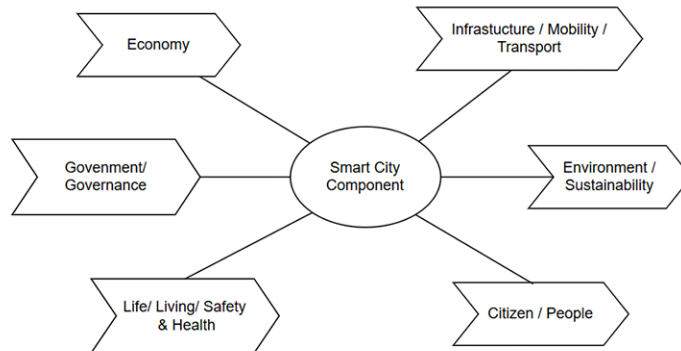 Economy
Infrastucture / Mobility /
Transport
Govenment/
Governance
Smart City
Component
Environment /
Sustainability
Life/ Living/ Safety
& Health
Citizen / People